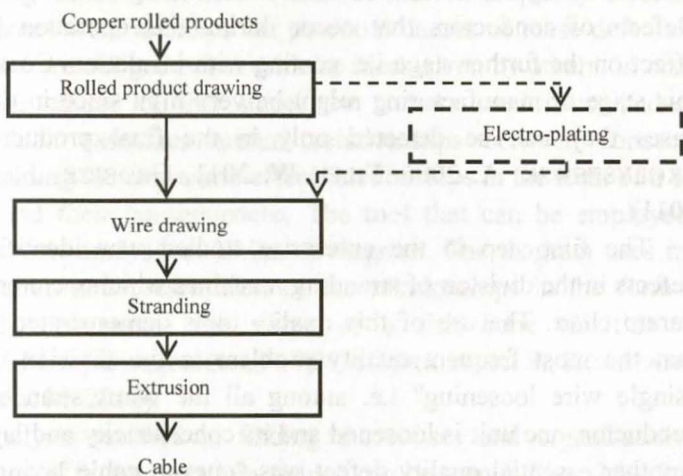 Copper rolled products
Rolled product drawing
Electro-plating
Wire drawing
Stranding
Extrusion
Cable